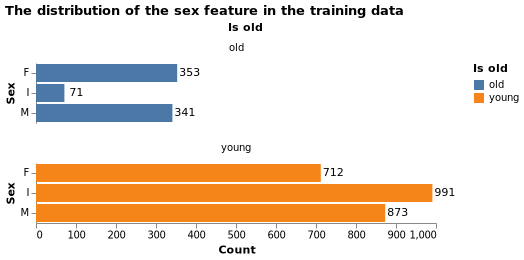 The distribution of the sex feature in the training data
Is old
old
Sex
F 353
I 71
M 341
Is old
old
young
young
Sex
F 712
I 991
M 873
0 100 200 300 400 500 600 700 800 900 1,000
Count